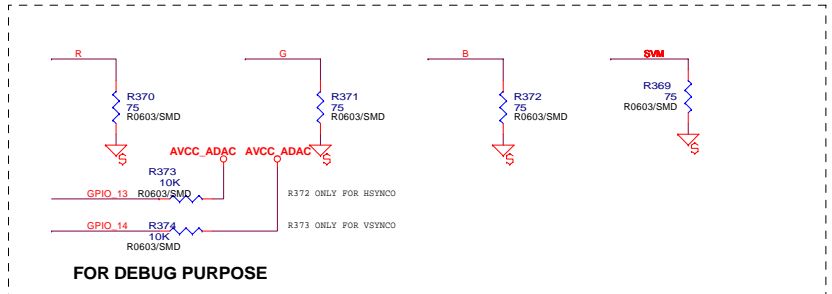 R
G
B
SVM
R370
75
R0603/SMD
R371
75
R0603/SMD
R372
75
R0603/SMD
R369
75
R0603/SMD
S
S
S
S
AVCC_ADAC
AVCC_ADAC
R373
10K
GPIO_13
R0603/SMD
R372 ONLY FOR HSYNCO
GPIO_14
R374
10K
R0603/SMD
R373 ONLY FOR VSYNCO
FOR DEBUG PURPOSE